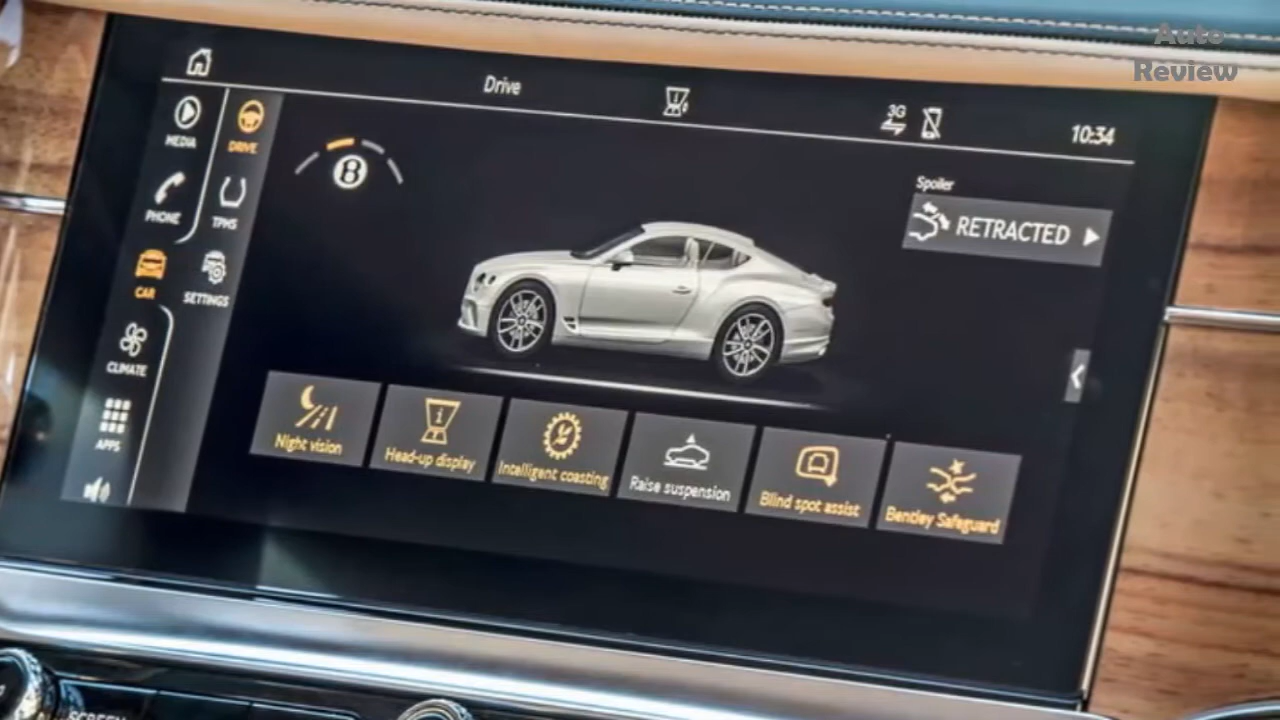 Auto
Review
Drive
3G
10:34
MEDIA
DRIVE
PHONE
TPMS
CAR
SETTINGS
CLIMATE
APPS
B
Spoiler
RETRACTED
Night vision
Head-up display
Intelligent coasting
Raise suspension
Blind spot assist
Bentley Safeguard
SCREEN